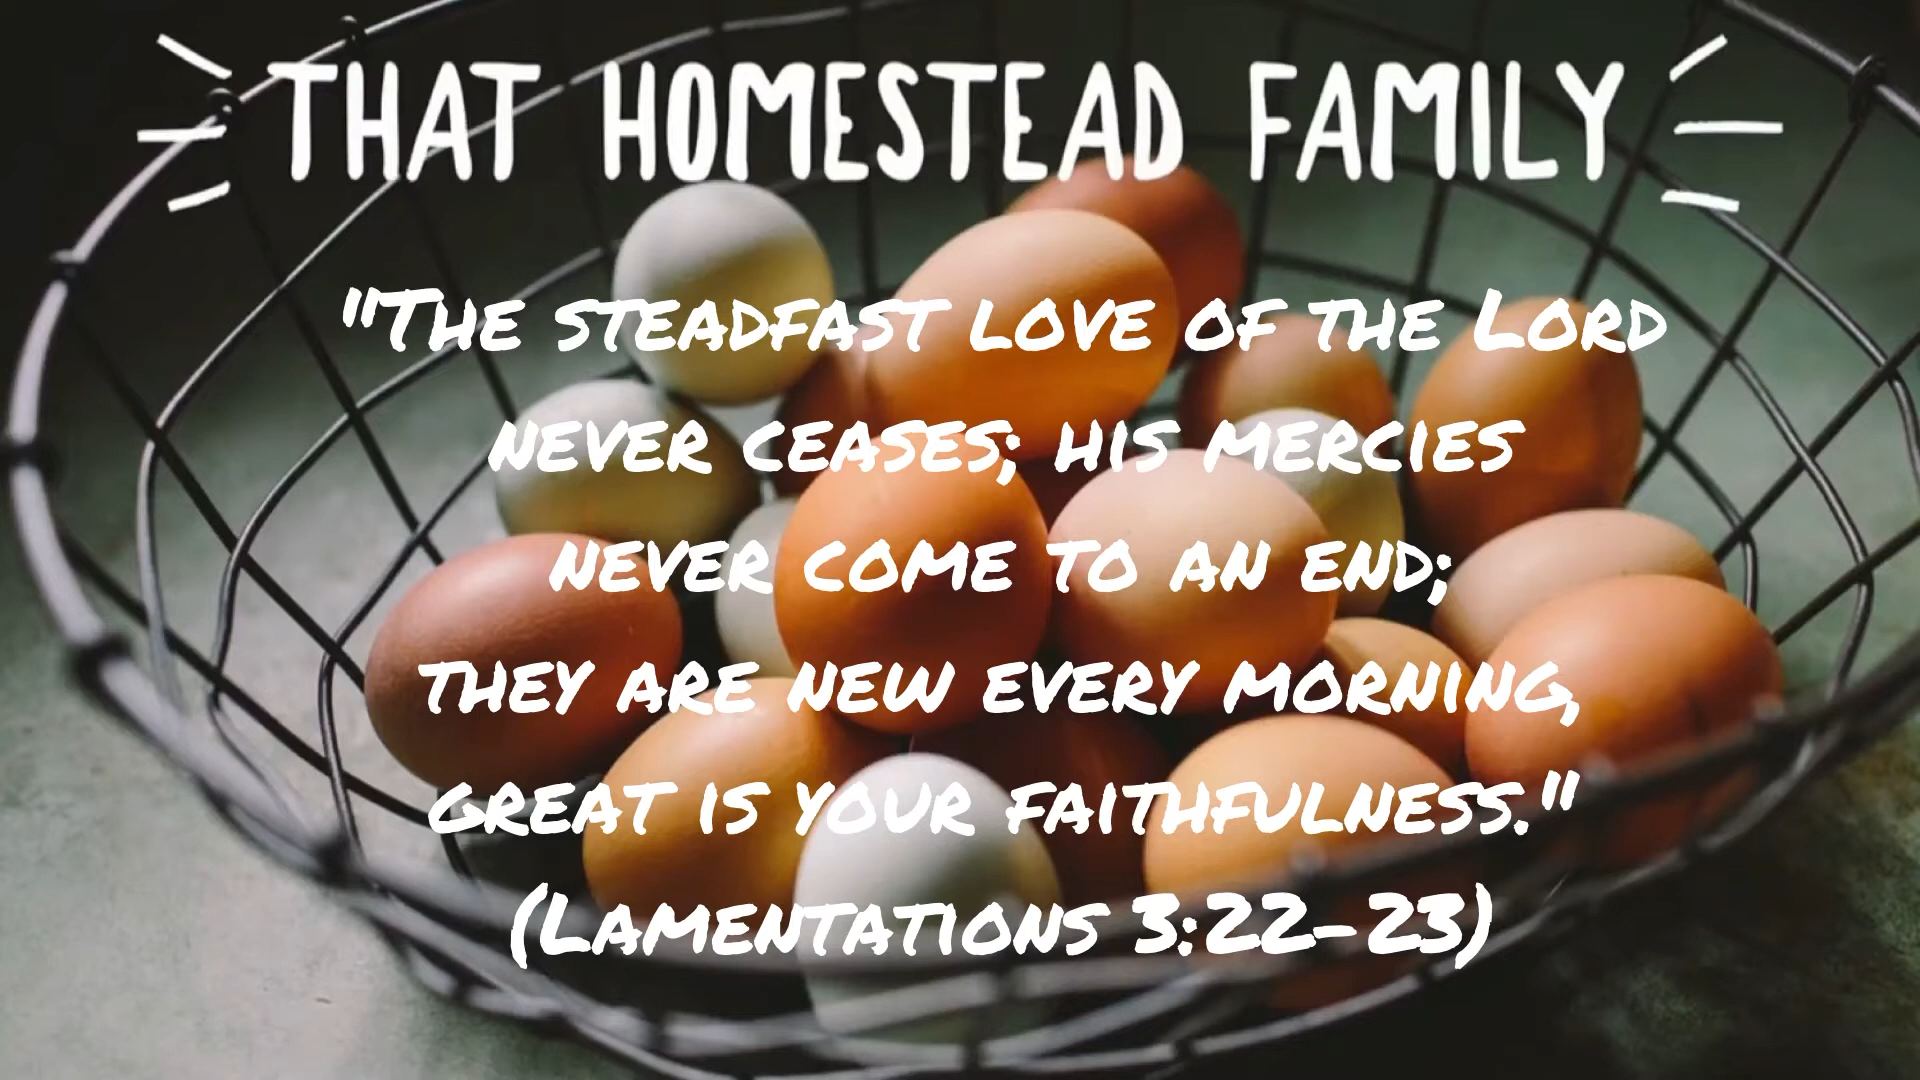 THAT HOMESTEAD FAMILY
"The steadfast love of the Lord
never ceases; his mercies
never come to an end;
they are new every morning,
great is your faithfulness."
(Lamentations 3:22-23)